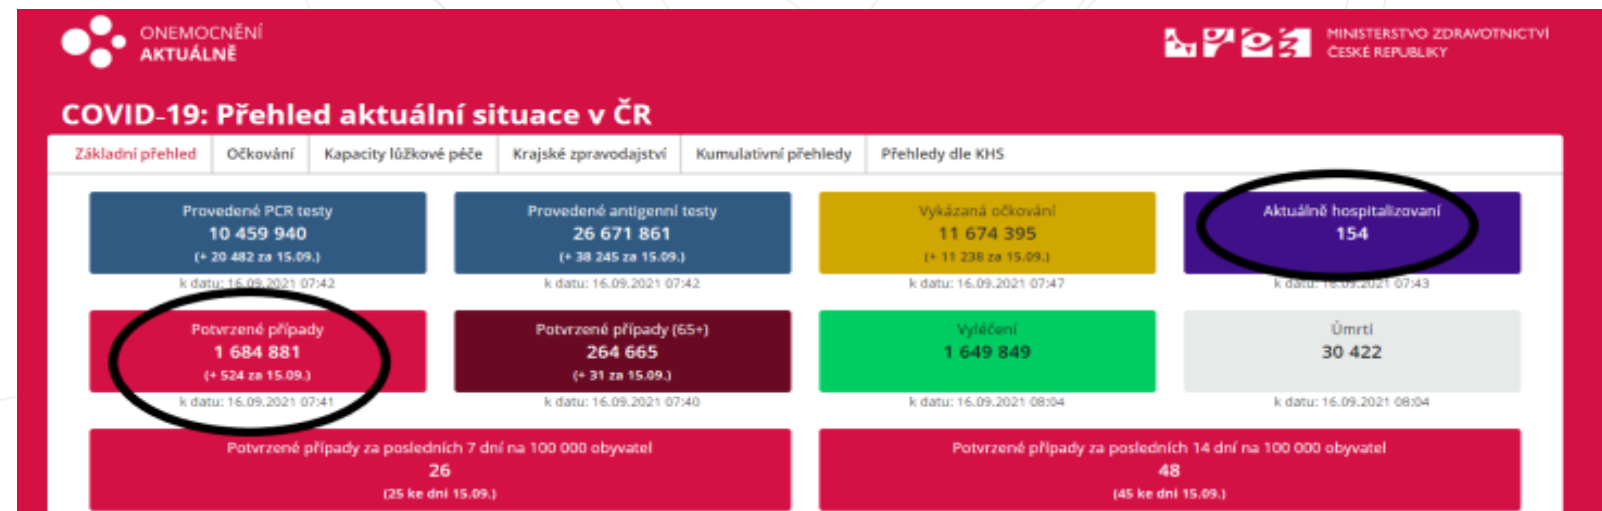 ONEMOCNĚNÍ
AKTUÁLNĚ
MINISTERSTVO ZDRAVOTNICTVÍ
ČESKÉ REPUBLIKY
COVID-19: Přehled aktuální situace v ČR
Základní přehled Očkování Kapacity lůžkové péče Krajské zpravodajství Kumulativní přehledy Přehledy dle KHS
Provedené PCR testy
10 459 940
(+ 20 482 za 15.09.)
k datu: 16.09.2021 07:42
Provedené antigenní testy
26 671 861
(+ 38 245 za 15.09.)
k datu: 16.09.2021 07:42
Vykázaná očkování
11 674 395
(+ 11 238 za 15.09.)
k datu: 16.09.2021 07:47
Aktuálně hospitalizovaní
154
k datu: 16.09.2021 07:43
Potvrzené případy
1 684 881
(+ 524 za 15.09.)
k datu: 16.09.2021 07:41
Potvrzené případy (65+)
264 665
(+ 31 za 15.09.)
k datu: 16.09.2021 07:40
Vyléčení
1 649 849
k datu: 16.09.2021 08:04
Úmrtí
30 422
k datu: 16.09.2021 08:04
Potvrzené případy za posledních 7 dní na 100 000 obyvatel
26
(25 ke dni 15.09.)
Potvrzené případy za posledních 14 dní na 100 000 obyvatel
48
(45 ke dni 15.09.)